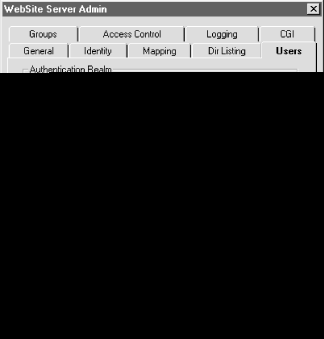 WebSite Server Admin
Groups Access Control Logging CGI
General Identity Mapping Dir Listing Users
Authentication Realm